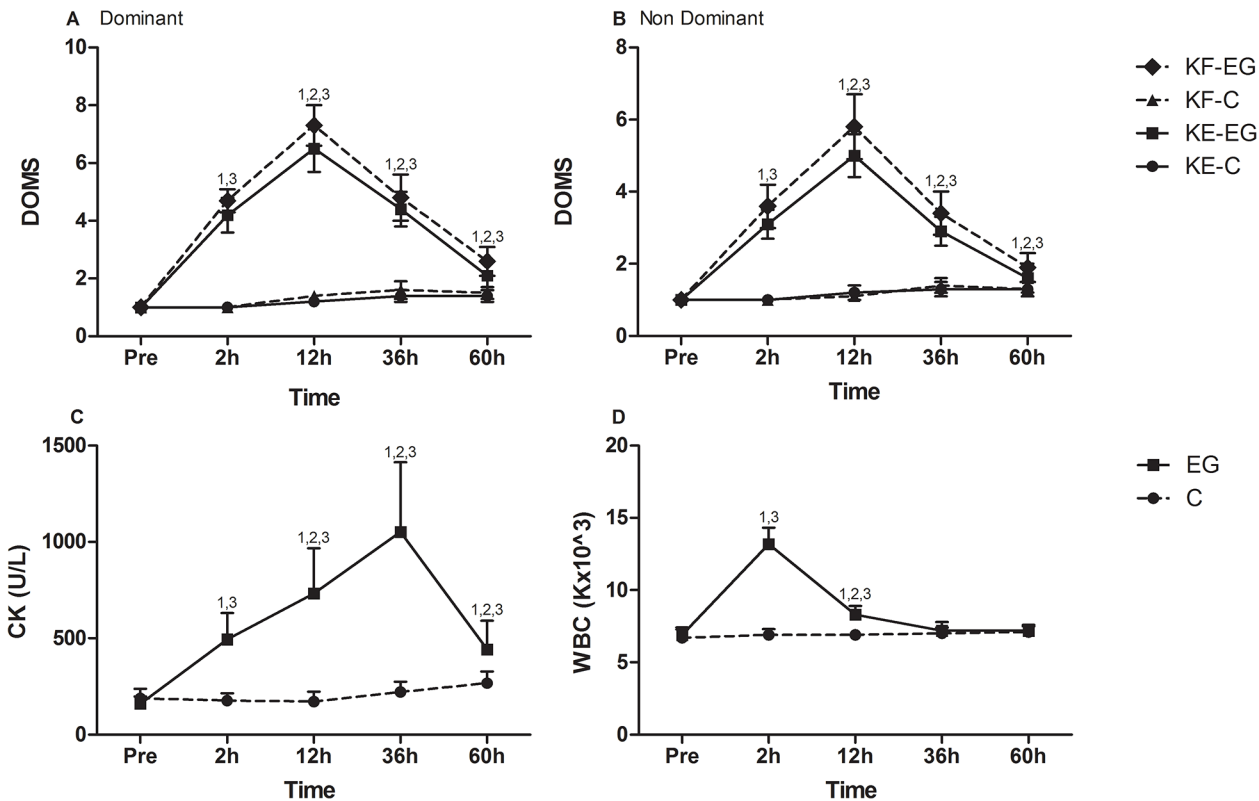 A Dominant
10
8
6
4
2
0
DOMS
1,3
1,2,3
1,2,3
1,2,3
Pre 2h 12h 36h 60h
Time
B Non Dominant
8
6
4
2
0
DOMS
1,3
1,2,3
1,2,3
1,2,3
Pre 2h 12h 36h 60h
Time
KF-EG
KF-C
KE-EG
KE-C
C
1500
1000
500
0
CK (U/L)
1,3
1,2,3
1,2,3
1,2,3
Pre 2h 12h 36h 60h
Time
D
20
15
10
5
0
WBC (Kx10^3)
1,3
1,2,3
Pre 2h 12h 36h 60h
Time
EG
C